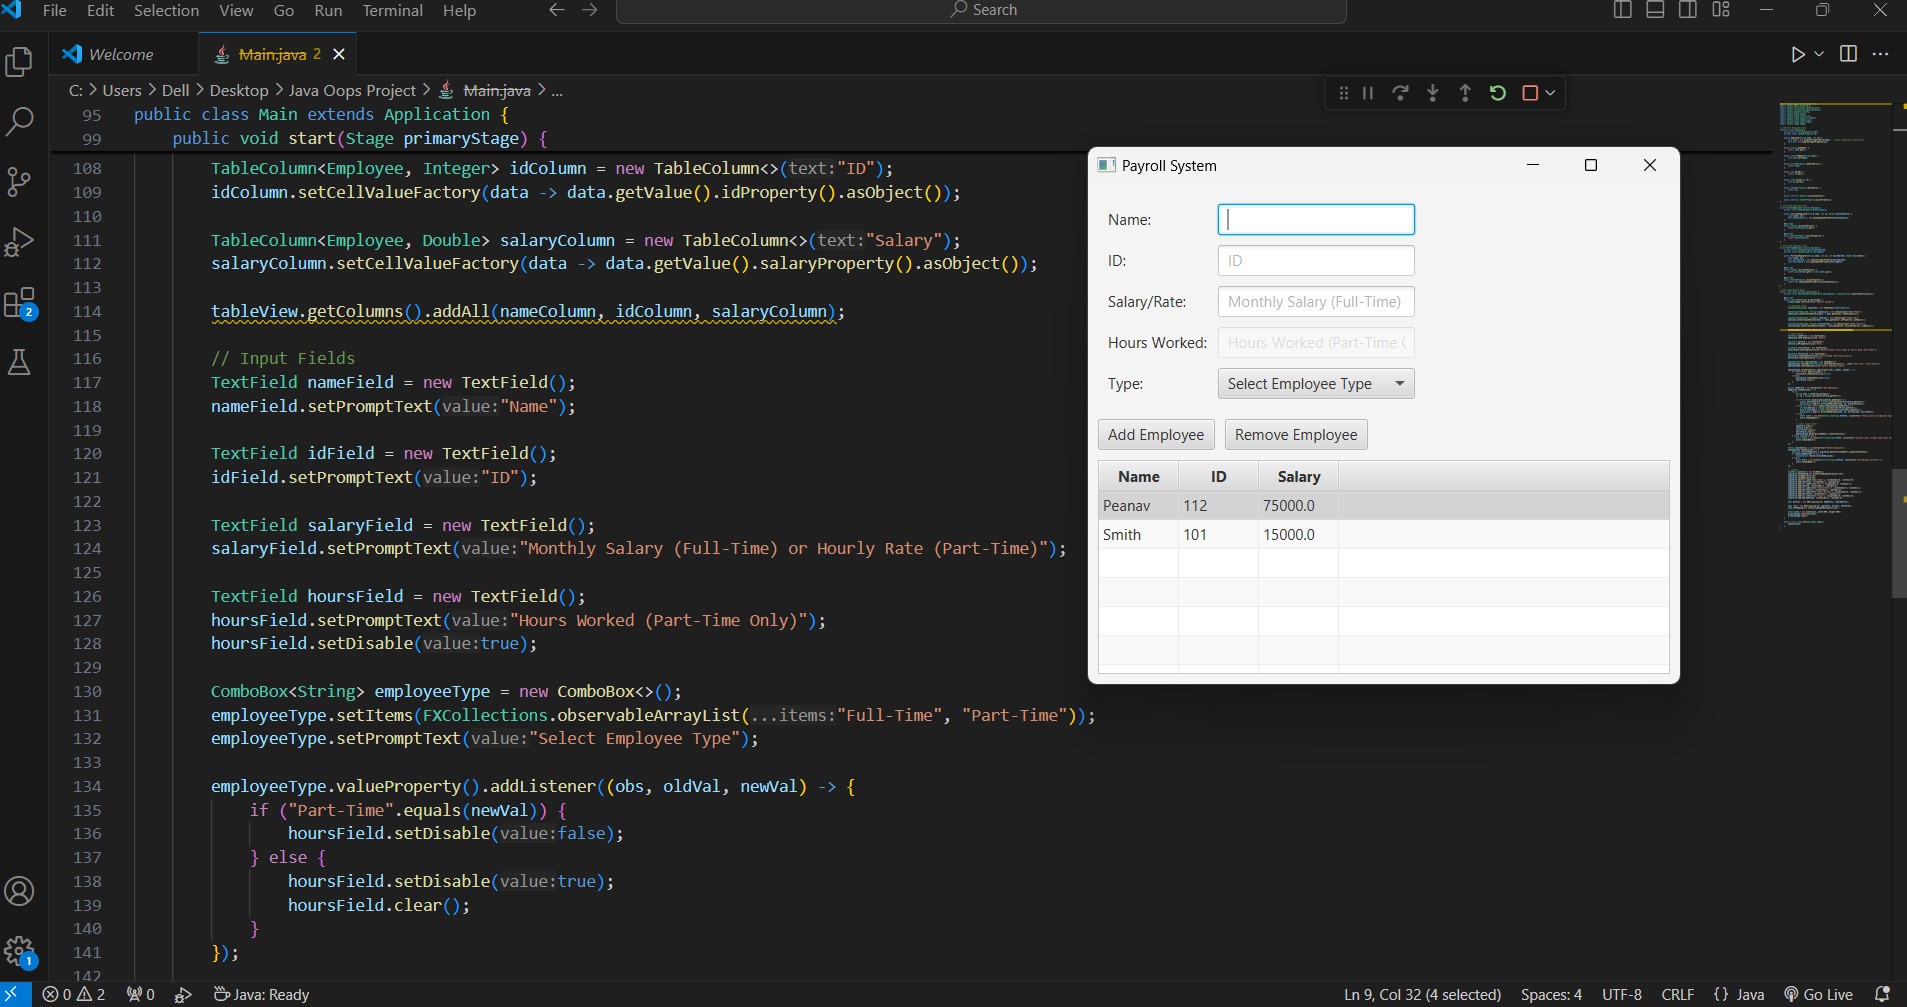 File Edit Selection View Go Run Terminal Help
Search
Welcome
Main.java 2
C: > Users > Dell > Desktop > Java Oops Project > Main.java > ...
95 public class Main extends Application {
99 public void start(Stage primaryStage) {
108 TableColumn<Employee, Integer> idColumn = new TableColumn<>(text:"ID");
109 idColumn.setCellValueFactory(data -> data.getValue().idProperty().asObject());
110
111 TableColumn<Employee, Double> salaryColumn = new TableColumn<>(text:"Salary");
112 salaryColumn.setCellValueFactory(data -> data.getValue().salaryProperty().asObject());
113
114 tableView.getColumns().addAll(nameColumn, idColumn, salaryColumn);
115
116 // Input Fields
117 TextField nameField = new TextField();
118 nameField.setPromptText(value:"Name");
119
120 TextField idField = new TextField();
121 idField.setPromptText(value:"ID");
122
123 TextField salaryField = new TextField();
124 salaryField.setPromptText(value:"Monthly Salary (Full-Time) or Hourly Rate (Part-Time)");
125
126 TextField hoursField = new TextField();
127 hoursField.setPromptText(value:"Hours Worked (Part-Time Only)");
128 hoursField.setDisable(value:true);
129
130 ComboBox<String> employeeType = new ComboBox<>();
131 employeeType.setItems(FXCollections.observableArrayList(...items:"Full-Time", "Part-Time"));
132 employeeType.setPromptText(value:"Select Employee Type");
133
134 employeeType.valueProperty().addListener((obs, oldVal, newVal) -> {
135 if ("Part-Time".equals(newVal)) {
136 hoursField.setDisable(value:false);
137 } else {
138 hoursField.setDisable(value:true);
139 hoursField.clear();
140 }
141 });
142
Payroll System
Name:
ID: ID
Salary/Rate: Monthly Salary (Full-Time)
Hours Worked: Hours Worked (Part-Time O
Type: Select Employee Type
Add Employee Remove Employee
Name ID Salary
Peanav 112 75000.0
Smith 101 15000.0
2
1
0 2 0 Java: Ready
Ln 9, Col 32 (4 selected) Spaces: 4 UTF-8 CRLF {} Java Go Live